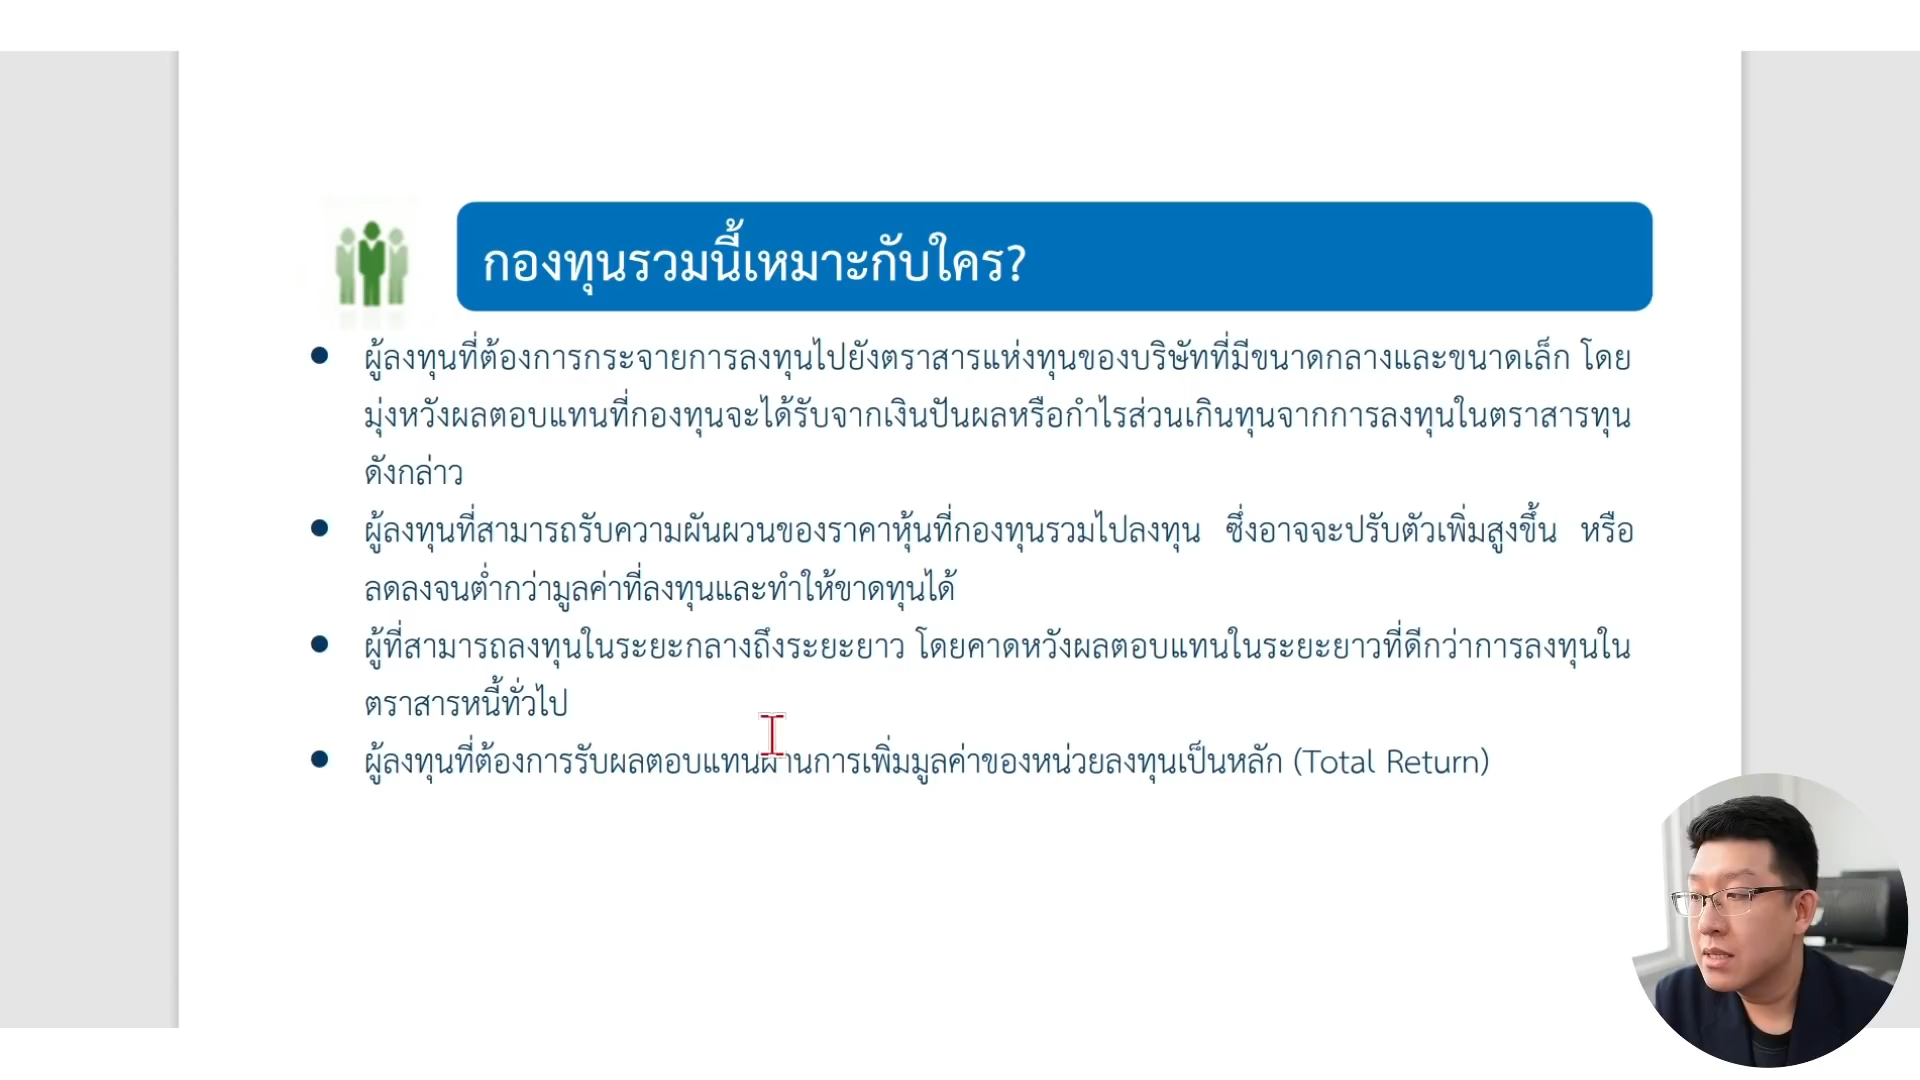 กองทุนรวมนี้เหมาะกับใคร?
● ผู้ลงทุนที่ต้องการกระจายการลงทุนไปยังตราสารแห่งทุนของบริษัทที่มีขนาดกลางและขนาดเล็ก โดย
มุ่งหวังผลตอบแทนที่กองทุนจะได้รับจากเงินปันผลหรือกำไรส่วนเกินทุนจากการลงทุนในตราสารทุน
ดังกล่าว
● ผู้ลงทุนที่สามารถรับความผันผวนของราคาหุ้นที่กองทุนรวมไปลงทุน ซึ่งอาจจะปรับตัวเพิ่มสูงขึ้น หรือ
ลดลงจนต่ำกว่ามูลค่าที่ลงทุนและทำให้ขาดทุนได้
● ผู้ที่สามารถลงทุนในระยะกลางถึงระยะยาว โดยคาดหวังผลตอบแทนในระยะยาวที่ดีกว่าการลงทุนใน
ตราสารหนี้ทั่วไป
● ผู้ลงทุนที่ต้องการรับผลตอบแทนผ่านการเพิ่มมูลค่าของหน่วยลงทุนเป็นหลัก (Total Return)